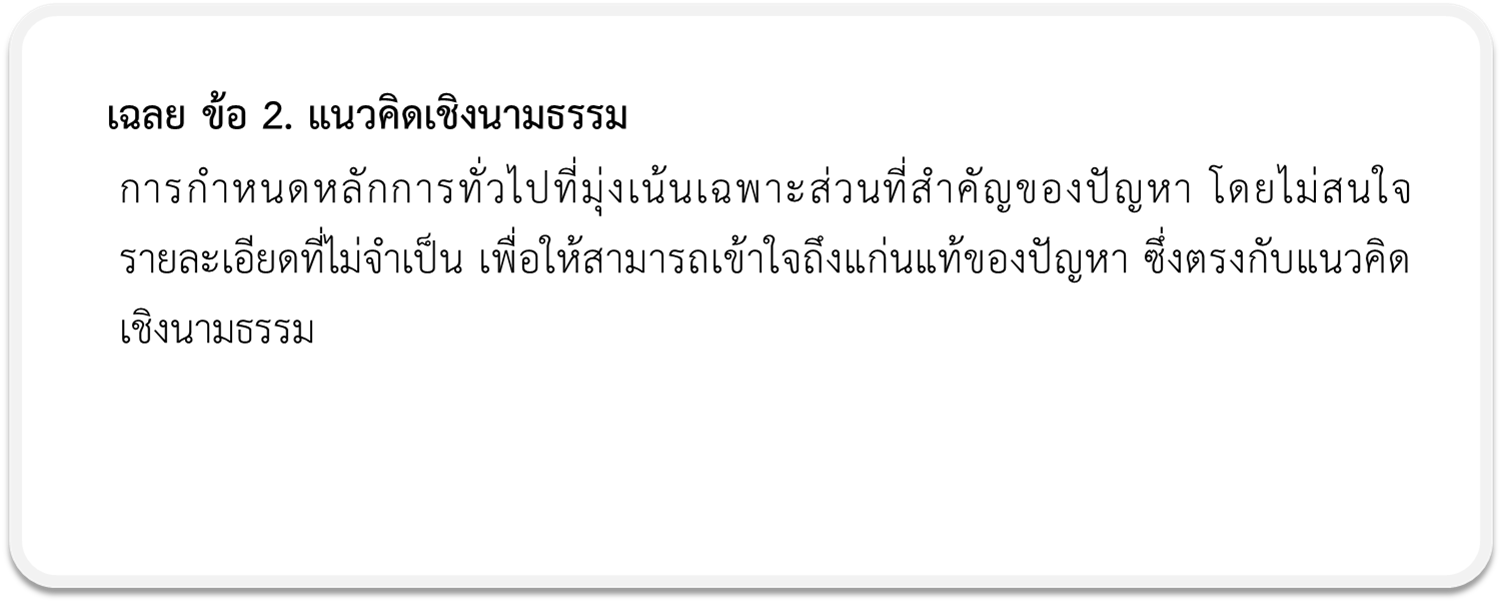 เฉลย ข้อ 2. แนวคิดเชิงนามธรรม
การกำหนดหลักการทั่วไปที่มุ่งเน้นเฉพาะส่วนที่สำคัญของปัญหา โดยไม่สนใจ
รายละเอียดที่ไม่จำเป็น เพื่อให้สามารถเข้าใจถึงแก่นแท้ของปัญหา ซึ่งตรงกับแนวคิด
เชิงนามธรรม